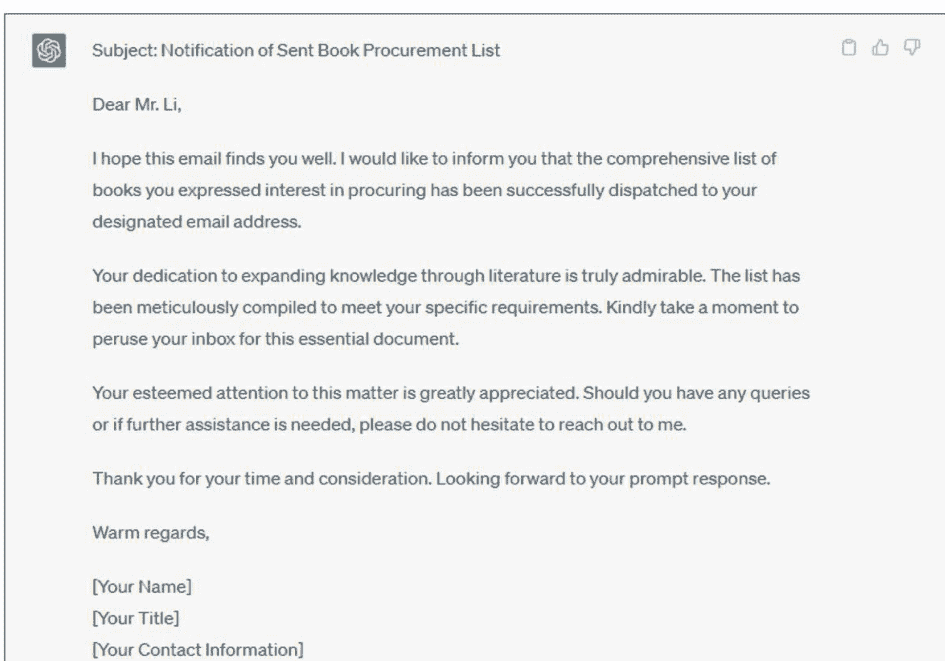 Subject: Notification of Sent Book Procurement List
Dear Mr. Li,
I hope this email finds you well. I would like to inform you that the comprehensive list of
books you expressed interest in procuring has been successfully dispatched to your
designated email address.
Your dedication to expanding knowledge through literature is truly admirable. The list has
been meticulously compiled to meet your specific requirements. Kindly take a moment to
peruse your inbox for this essential document.
Your esteemed attention to this matter is greatly appreciated. Should you have any queries
or if further assistance is needed, please do not hesitate to reach out to me.
Thank you for your time and consideration. Looking forward to your prompt response.
Warm regards,
[Your Name]
[Your Title]
[Your Contact Information]